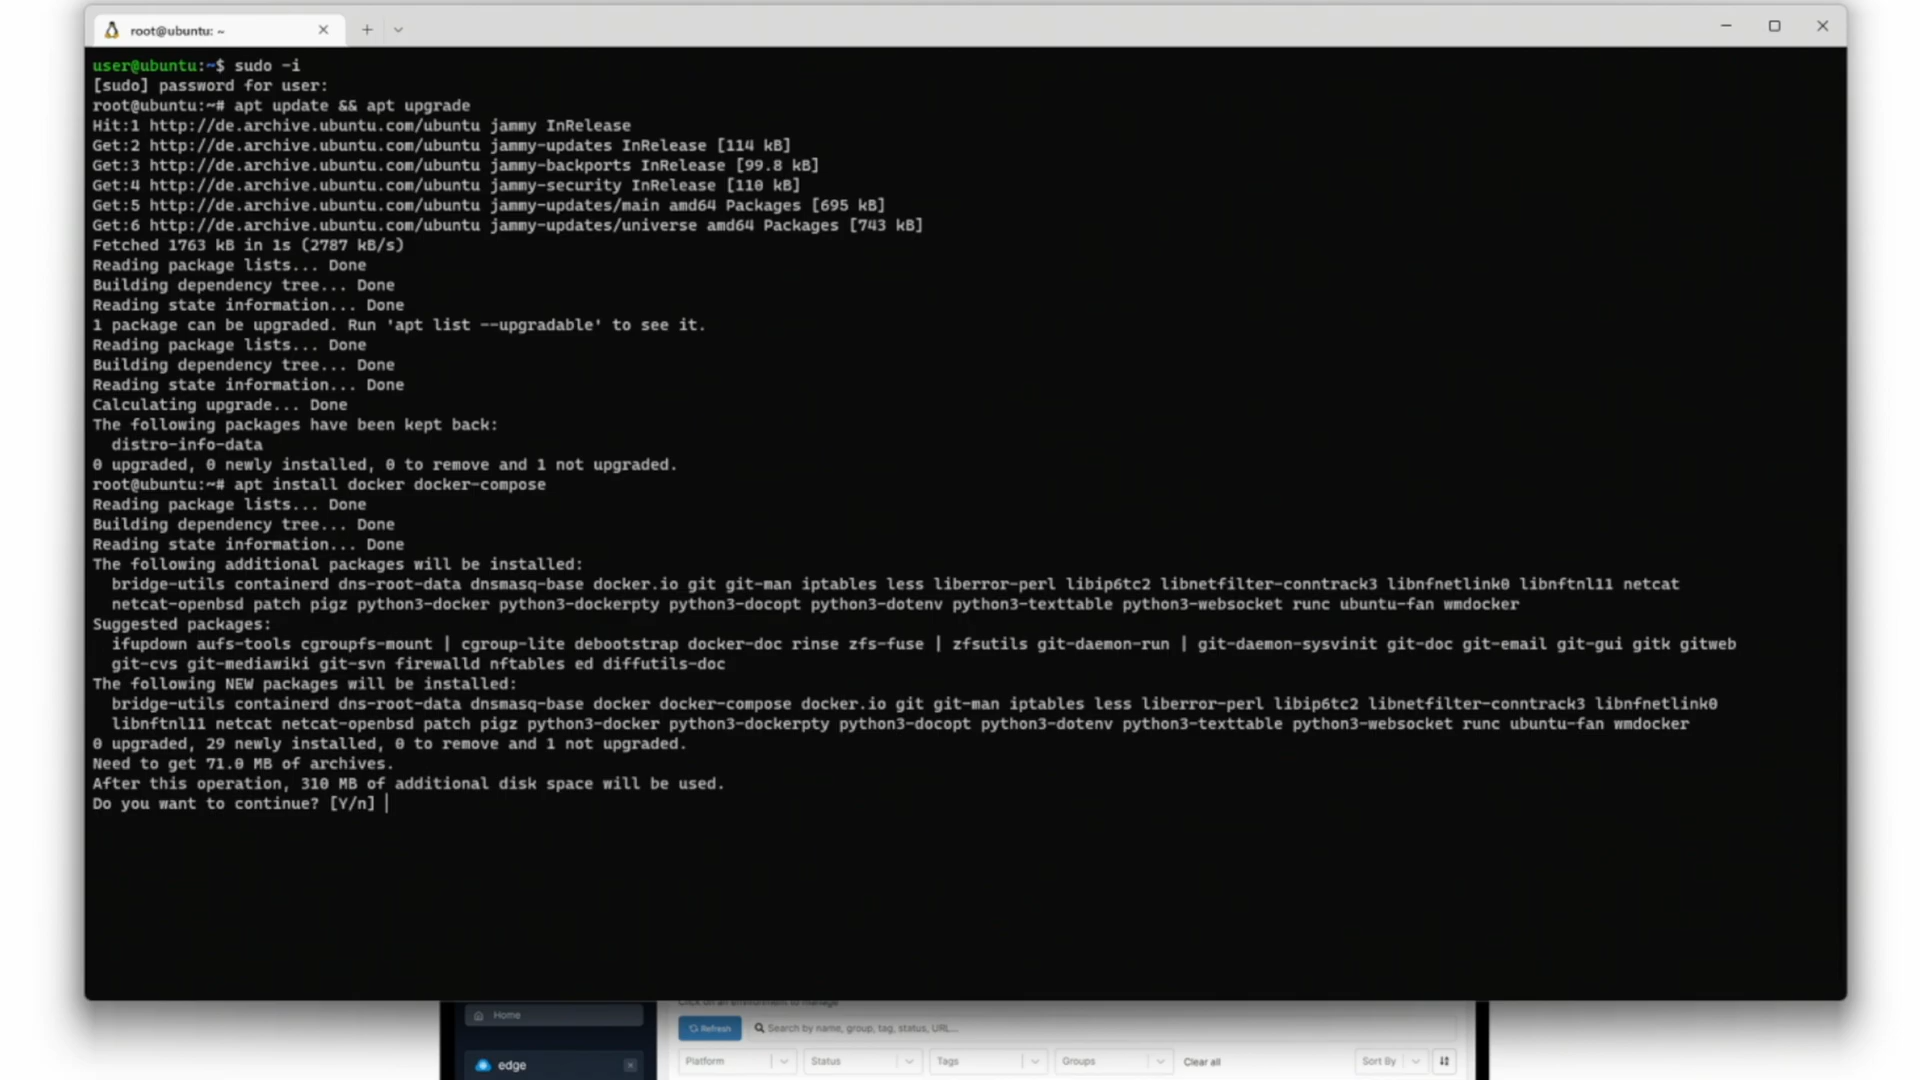 root@ubuntu: ~
user@ubuntu:~$ sudo -i
[sudo] password for user:
root@ubuntu:~# apt update && apt upgrade
Hit:1 http://de.archive.ubuntu.com/ubuntu jammy InRelease
Get:2 http://de.archive.ubuntu.com/ubuntu jammy-updates InRelease [114 kB]
Get:3 http://de.archive.ubuntu.com/ubuntu jammy-backports InRelease [99.8 kB]
Get:4 http://de.archive.ubuntu.com/ubuntu jammy-security InRelease [110 kB]
Get:5 http://de.archive.ubuntu.com/ubuntu jammy-updates/main amd64 Packages [695 kB]
Get:6 http://de.archive.ubuntu.com/ubuntu jammy-updates/universe amd64 Packages [743 kB]
Fetched 1763 kB in 1s (2787 kB/s)
Reading package lists... Done
Building dependency tree... Done
Reading state information... Done
1 package can be upgraded. Run 'apt list --upgradable' to see it.
Reading package lists... Done
Building dependency tree... Done
Reading state information... Done
Calculating upgrade... Done
The following packages have been kept back:
distro-info-data
0 upgraded, 0 newly installed, 0 to remove and 1 not upgraded.
root@ubuntu:~# apt install docker docker-compose
Reading package lists... Done
Building dependency tree... Done
Reading state information... Done
The following additional packages will be installed:
bridge-utils containerd dns-root-data dnsmasq-base docker.io git git-man iptables less liberror-perl libip6tc2 libnetfilter-conntrack3 libnfnetlink0 libnftnl11 netcat
netcat-openbsd patch pigz python3-docker python3-dockerpty python3-docopt python3-dotenv python3-texttable python3-websocket runc ubuntu-fan wmdocker
Suggested packages:
ifupdown aufs-tools cgroupfs-mount | cgroup-lite debootstrap docker-doc rinse zfs-fuse | zfsutils git-daemon-run | git-daemon-sysvinit git-doc git-email git-gui gitk gitweb
git-cvs git-mediawiki git-svn firewalld nftables ed diffutils-doc
The following NEW packages will be installed:
bridge-utils containerd dns-root-data dnsmasq-base docker docker-compose docker.io git git-man iptables less liberror-perl libip6tc2 libnetfilter-conntrack3 libnfnetlink0
libnftnl11 netcat netcat-openbsd patch pigz python3-docker python3-dockerpty python3-docopt python3-dotenv python3-texttable python3-websocket runc ubuntu-fan wmdocker
0 upgraded, 29 newly installed, 0 to remove and 1 not upgraded.
Need to get 71.0 MB of archives.
After this operation, 310 MB of additional disk space will be used.
Do you want to continue? [Y/n]
Click on an environment to manage
Home
Refresh Search by name, group, tag, status, URL...
edge
Platform Status Tags Groups Clear all Sort By